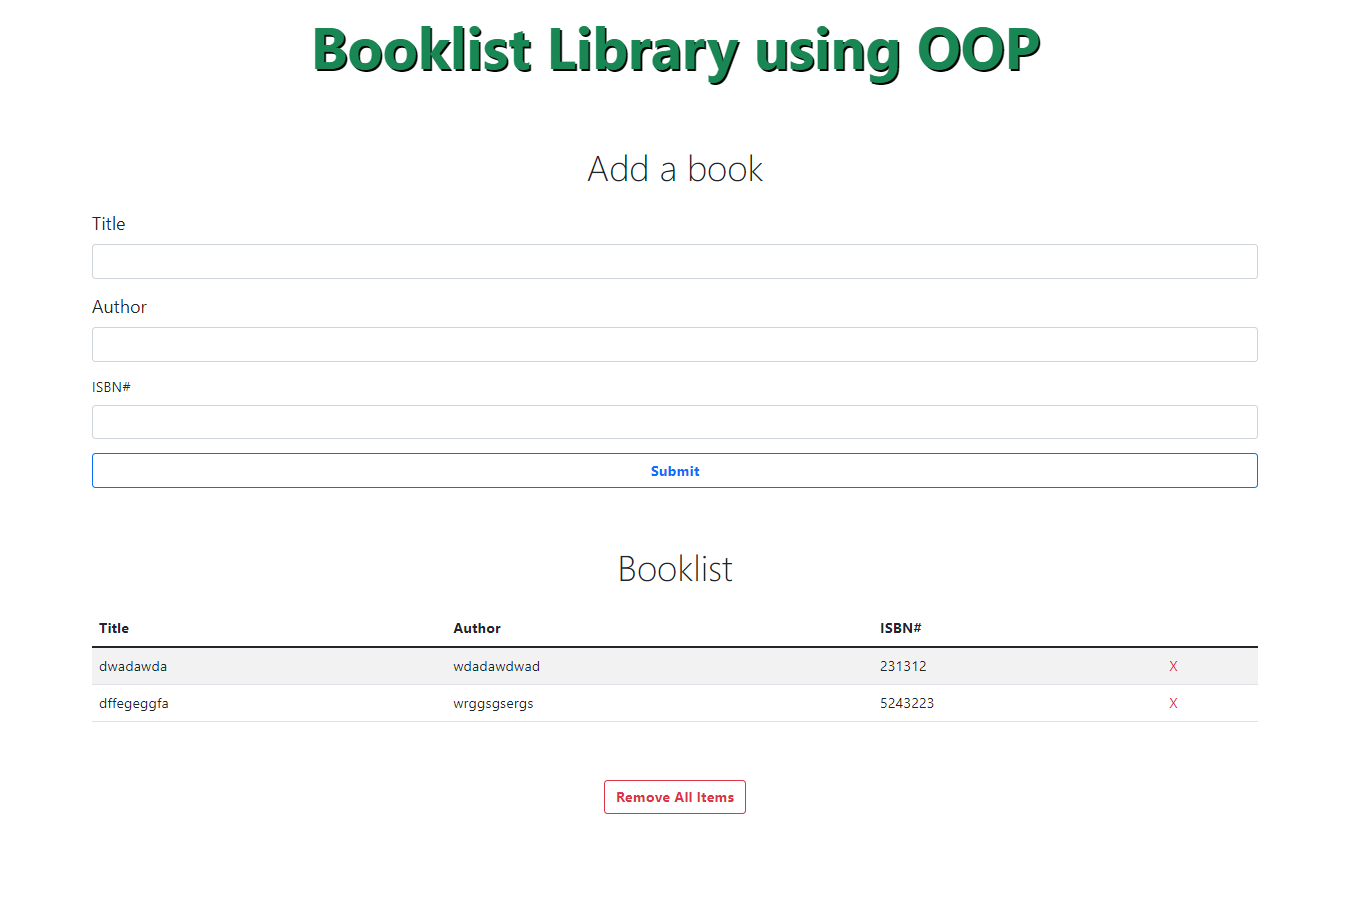 Booklist Library using OOP
Add a book
Title
Author
ISBN#
Submit
Booklist
Title Author ISBN#
dwadawda wdadawdwad 231312 X
dffegeggfa wrggsgsergs 5243223 X
Remove All Items